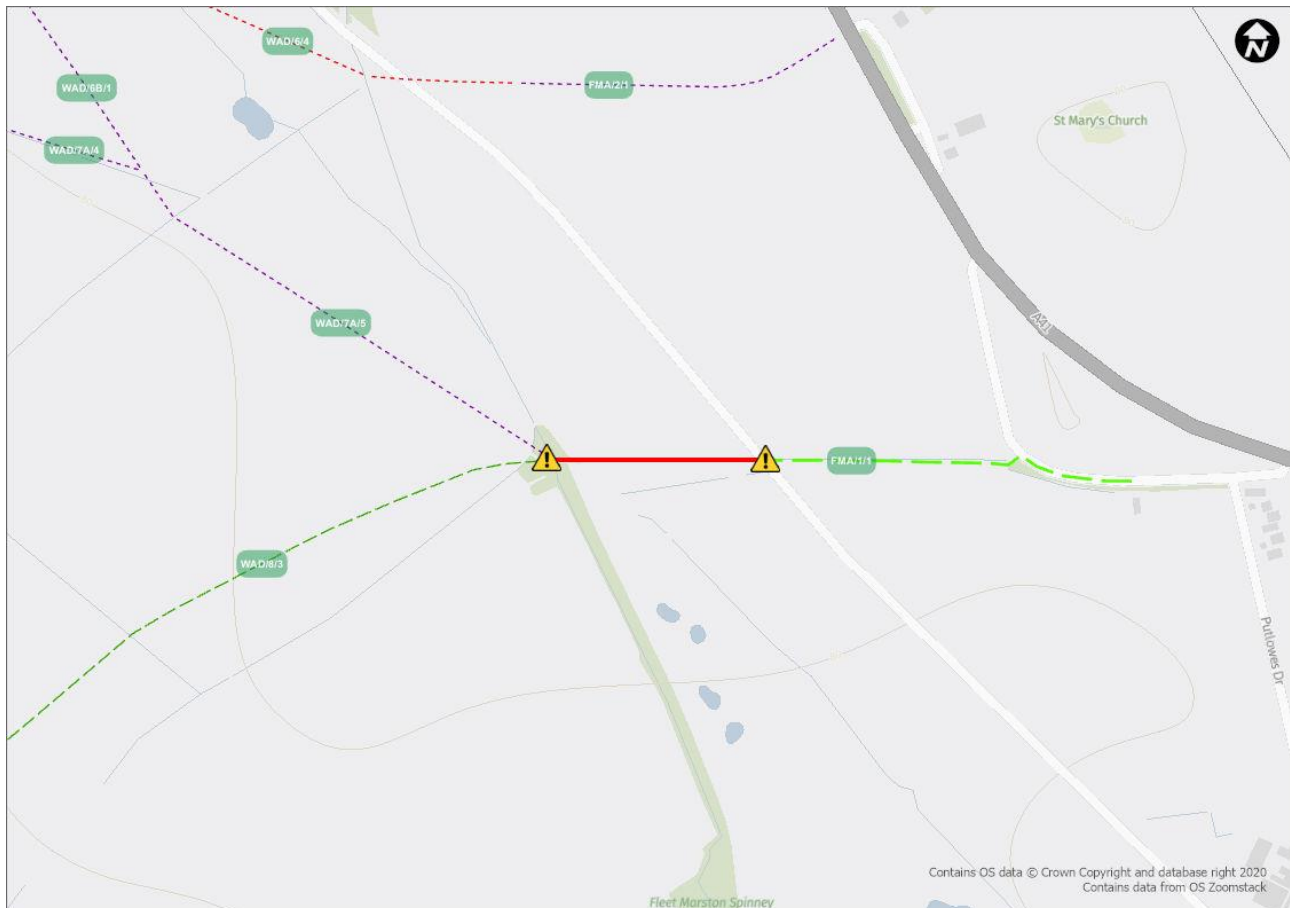 WAD/6/4
N
WAD/6B/1
FMA/2/1
St Mary's Church
WAD/7A/4
WAD/7A/5
A41
FMA/1/1
WAD/8/3
Putlowes Dr
Contains OS data © Crown Copyright and database right 2020
Contains data from OS Zoomstack
Fleet Marston Spinney